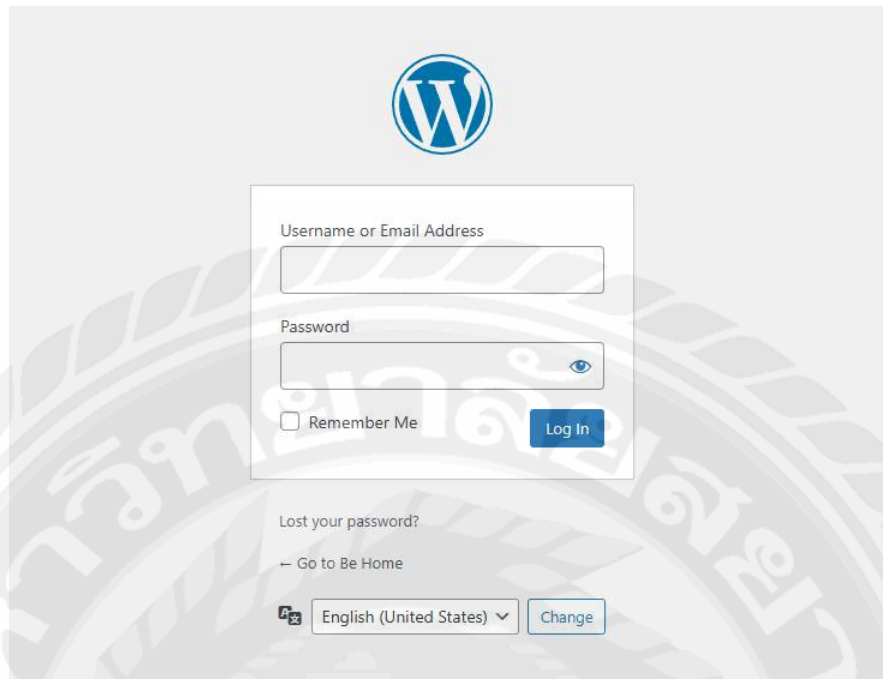 Username or Email Address
Password
Remember Me
Log In
Lost your password?
← Go to Be Home
English (United States)
Change